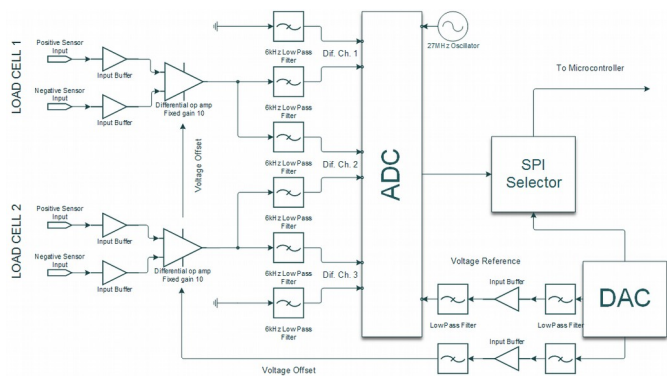 LOAD CELL 1
Positive Sensor
Input
Input Buffer
Negative Sensor
Input
Input Buffer
Differential op amp
Fixed gain 10
Voltage Offset
LOAD CELL 2
Positive Sensor
Input
Input Buffer
Negative Sensor
Input
Input Buffer
Differential op amp
Fixed gain 10
6kHz Low Pass
Filter
Dif. Ch. 1
6kHz Low Pass
Filter
6kHz Low Pass
Filter
Dif. Ch. 2
6kHz Low Pass
Filter
6kHz Low Pass
Filter
Dif. Ch. 3
6kHz Low Pass
Filter
ADC
27MHz Oscillator
To Microcontroller
SPI
Selector
Voltage Reference
Low Pass Filter
Input Buffer
Low Pass Filter
DAC
Input Buffer
Voltage Offset